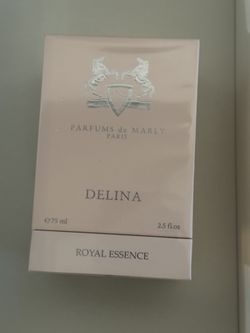 PARFUMS de MARLY
PARIS
DELINA
℮75 ml
2.5 fl.oz
ROYAL ESSENCE